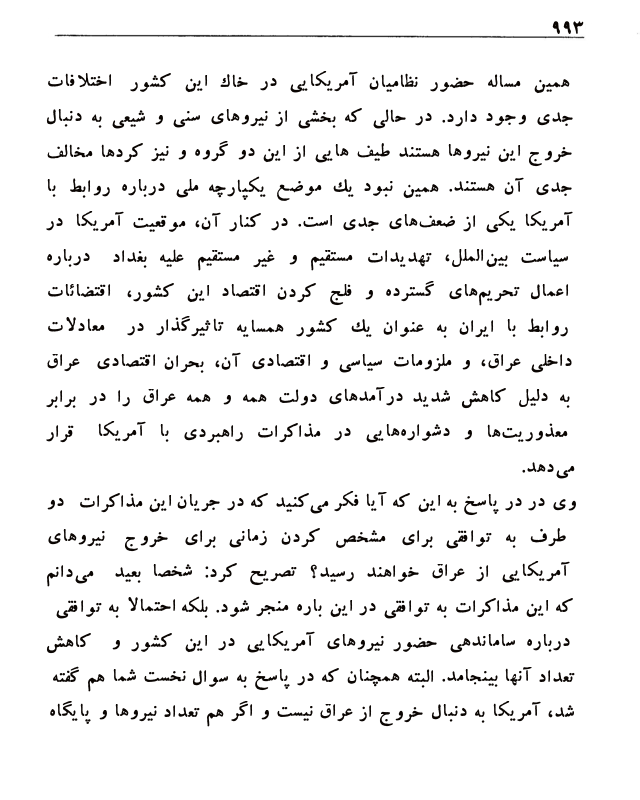 ۹۹۳
همین مساله حضور نظامیان آمریکایی در خاك این کشور اختلافات
جدی وجود دارد. در حالی که بخشی از نیروهای سنی و شیعی به دنبال
خروج این نیروها هستند طیف هایی از این دو گروه و نیز کردها مخالف
جدی آن هستند. همین نبود یك موضع یکپارچه ملی درباره روابط با
آمریکا یکی از ضعف‌های جدی است. در کنار آن، موقعیت آمریکا در
سیاست بین‌الملل، تهدیدات مستقیم و غیر مستقیم علیه بغداد درباره
اعمال تحریم‌های گسترده و فلج کردن اقتصاد این کشور، اقتضائات
روابط با ایران به عنوان یك کشور همسایه تاثیرگذار در معادلات
داخلی عراق، و ملزومات سیاسی و اقتصادی آن، بحران اقتصادی عراق
به دلیل کاهش شدید درآمدهای دولت همه و همه عراق را در برابر
معذوریت‌ها و دشواره‌هایی در مذاکرات راهبردی با آمریکا قرار
می‌دهد.
وی در در پاسخ به این که آیا فکر می‌کنید که در جریان این مذاکرات دو
طرف به توافقی برای مشخص کردن زمانی برای خروج نیروهای
آمریکایی از عراق خواهند رسید؟ تصریح کرد: شخصا بعید می‌دانم
که این مذاکرات به توافقی در این باره منجر شود. بلکه احتمالا به توافقی
درباره ساماندهی حضور نیروهای آمریکایی در این کشور و کاهش
تعداد آنها بینجامد. البته همچنان که در پاسخ به سوال نخست شما هم گفته
شد، آمریکا به دنبال خروج از عراق نیست و اگر هم تعداد نیروها و پایگاه